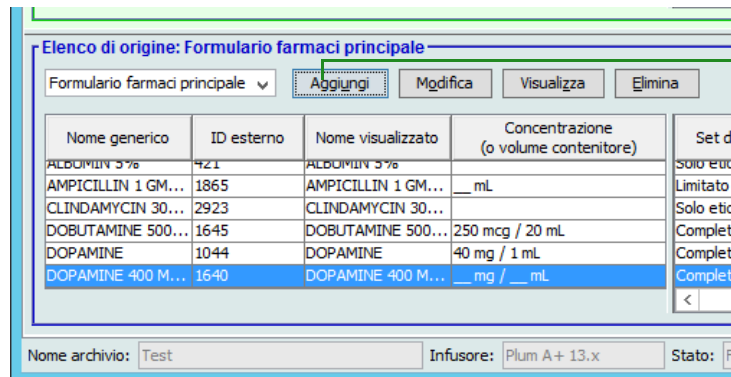 Elenco di origine: Formulario farmaci principale
Formulario farmaci principale Aggiungi Modifica Visualizza Elimina
Nome generico ID esterno Nome visualizzato Concentrazione (o volume contenitore) Set d
ALBUMIN 5% 421 ALBUMIN 5% Solo etic
AMPICILLIN 1 GM... 1865 AMPICILLIN 1 GM... __ mL Limitato
CLINDAMYCIN 30... 2923 CLINDAMYCIN 30... Solo etic
DOBUTAMINE 500... 1645 DOBUTAMINE 500... 250 mcg / 20 mL Complet
DOPAMINE 1044 DOPAMINE 40 mg / 1 mL Complet
DOPAMINE 400 M... 1640 DOPAMINE 400 M... __ mg / __ mL Complet
Nome archivio: Test Infusore: Plum A+ 13.x Stato: F